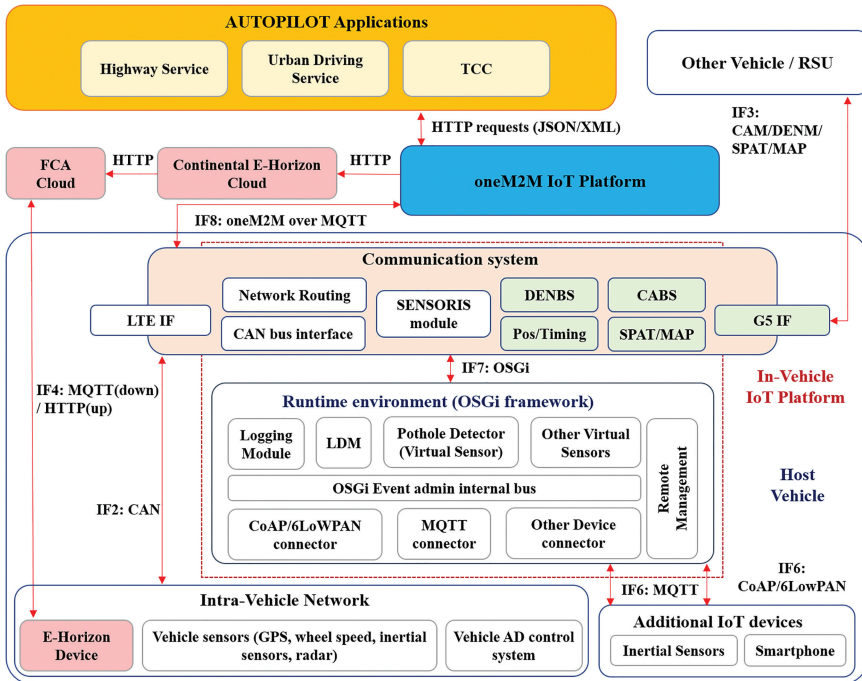 AUTOPILOT Applications
Highway Service
Urban Driving
Service
TCC
Other Vehicle / RSU
IF3:
CAM/DENM/
SPAT/MAP
HTTP requests (JSON/XML)
FCA
Cloud
HTTP
Continental E-Horizon
Cloud
HTTP
oneM2M IoT Platform
IF8: oneM2M over MQTT
Communication system
LTE IF
Network Routing
CAN bus interface
SENSORIS
module
DENBS
CABS
Pos/Timing
SPAT/MAP
G5 IF
IF7: OSGi
IF4: MQTT(down)
/ HTTP(up)
In-Vehicle
IoT Platform
Runtime environment (OSGi framework)
Logging
Module
LDM
Pothole Detector
(Virtual Sensor)
Other Virtual
Sensors
Remote
Management
OSGi Event admin internal bus
CoAP/6LoWPAN
connector
MQTT
connector
Other Device
connector
Host
Vehicle
IF2: CAN
IF6: MQTT
IF6:
CoAP/6LowPAN
Intra-Vehicle Network
E-Horizon
Device
Vehicle sensors (GPS, wheel speed, inertial
sensors, radar)
Vehicle AD control
system
Additional IoT devices
Inertial Sensors
Smartphone